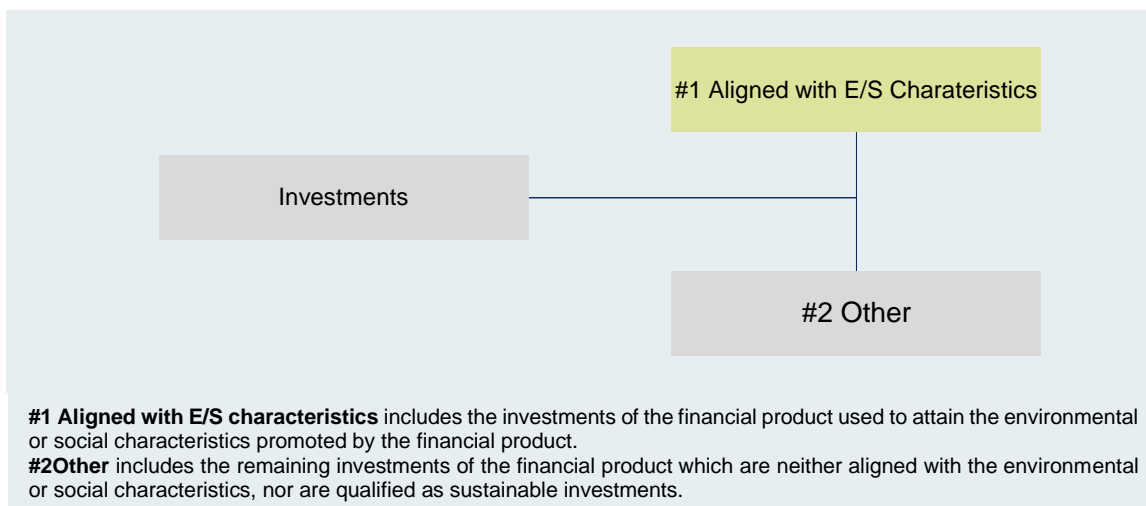 #1 Aligned with E/S Charateristics
Investments
#2 Other
#1 Aligned with E/S characteristics includes the investments of the financial product used to attain the environmental
or social characteristics promoted by the financial product.
#2Other includes the remaining investments of the financial product which are neither aligned with the environmental
or social characteristics, nor are qualified as sustainable investments.